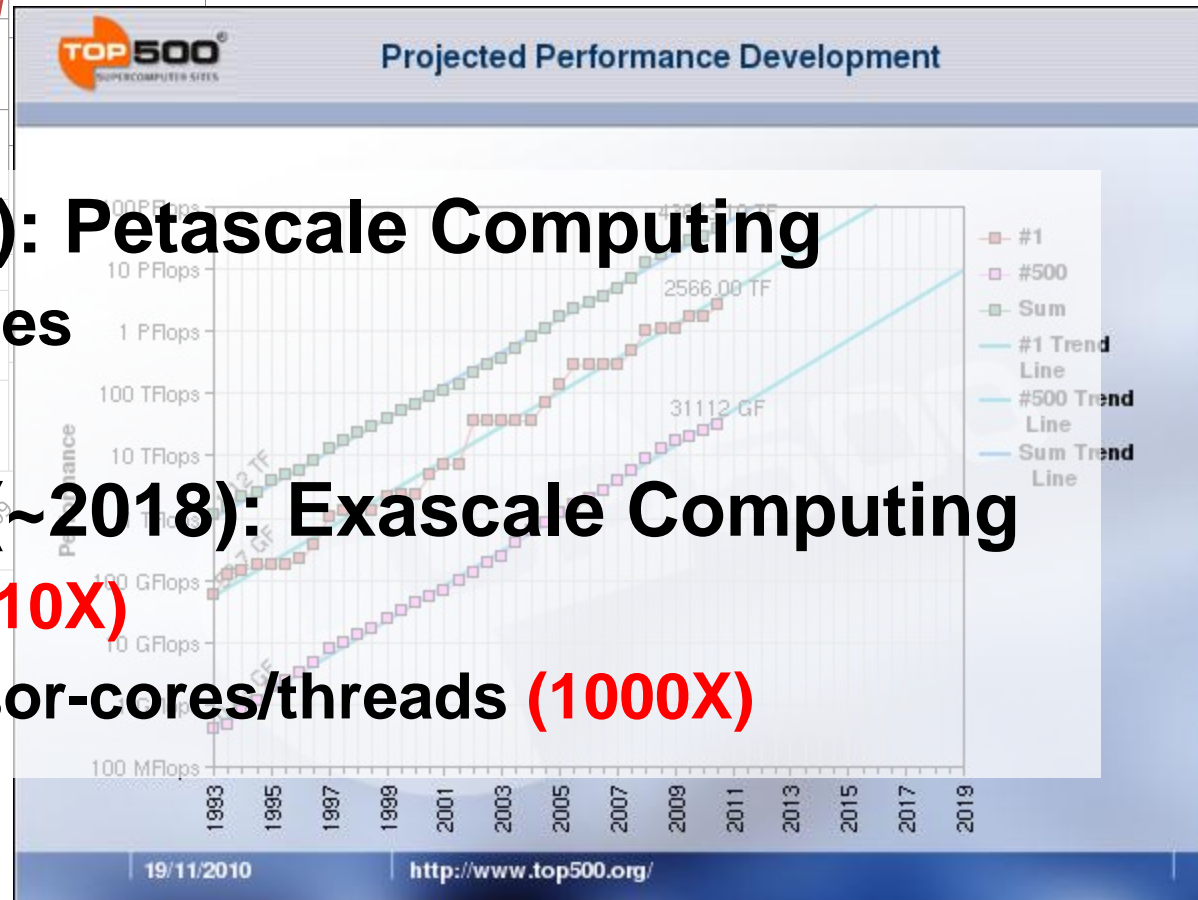 TOP 500®
SUPERCOMPUTER SITES
Projected Performance Development
): Petascale Computing
es
(~2018): Exascale Computing
10X)
or-cores/threads (1000X)
10 PFlops
1 PFlops
100 TFlops
10 TFlops
10 GFlops
100 MFlops
2566.00 TF
31112 GF
#1
#500
Sum
#1 Trend
Line
#500 Trend
Line
Sum Trend
Line
1993
1995
1997
1999
2001
2003
2005
2007
2009
2011
2013
2015
2017
2019
19/11/2010
http://www.top500.org/